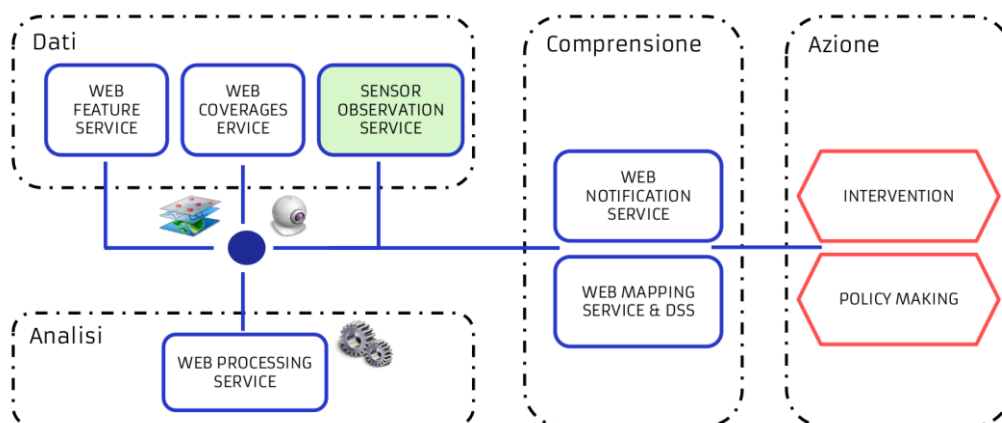 Dati
WEB
FEATURE
SERVICE
WEB
COVERAGES
ERVICE
SENSOR
OBSERVATION
SERVICE
Analisi
WEB PROCESSING
SERVICE
Comprensione
WEB
NOTIFICATION
SERVICE
WEB MAPPING
SERVICE & DSS
Azione
INTERVENTION
POLICY MAKING